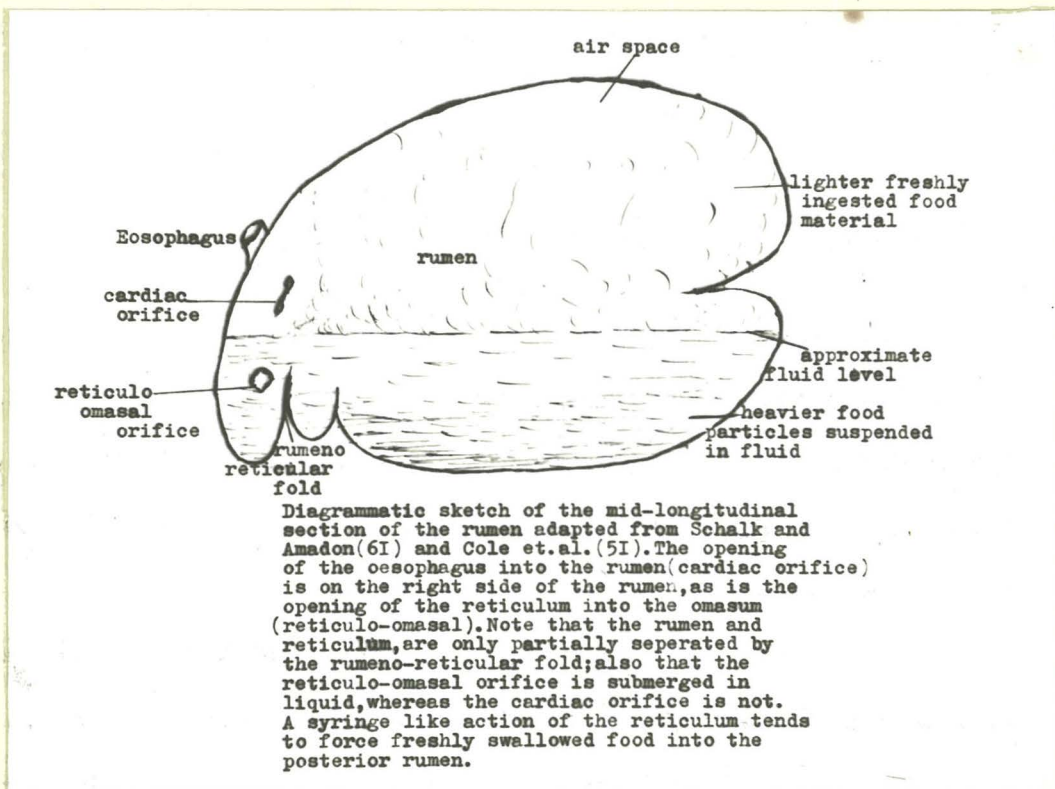 air space
lighter freshly
ingested food
material
Eosophagus
rumen
cardiac
orifice
approximate
fluid level
reticulo
omasal
orifice
heavier food
particles suspended
in fluid
rumeno
reticular
fold
Diagrammatic sketch of the mid-longitudinal
section of the rumen adapted from Schalk and
Amadon(6I) and Cole et.al.(5I).The opening
of the oesophagus into the rumen(cardiac orifice)
is on the right side of the rumen,as is the
opening of the reticulum into the omasum
(reticulo-omasal).Note that the rumen and
reticulum,are only partially seperated by
the rumeno-reticular fold;also that the
reticulo-omasal orifice is submerged in
liquid,whereas the cardiac orifice is not.
A syringe like action of the reticulum tends
to force freshly swallowed food into the
posterior rumen.